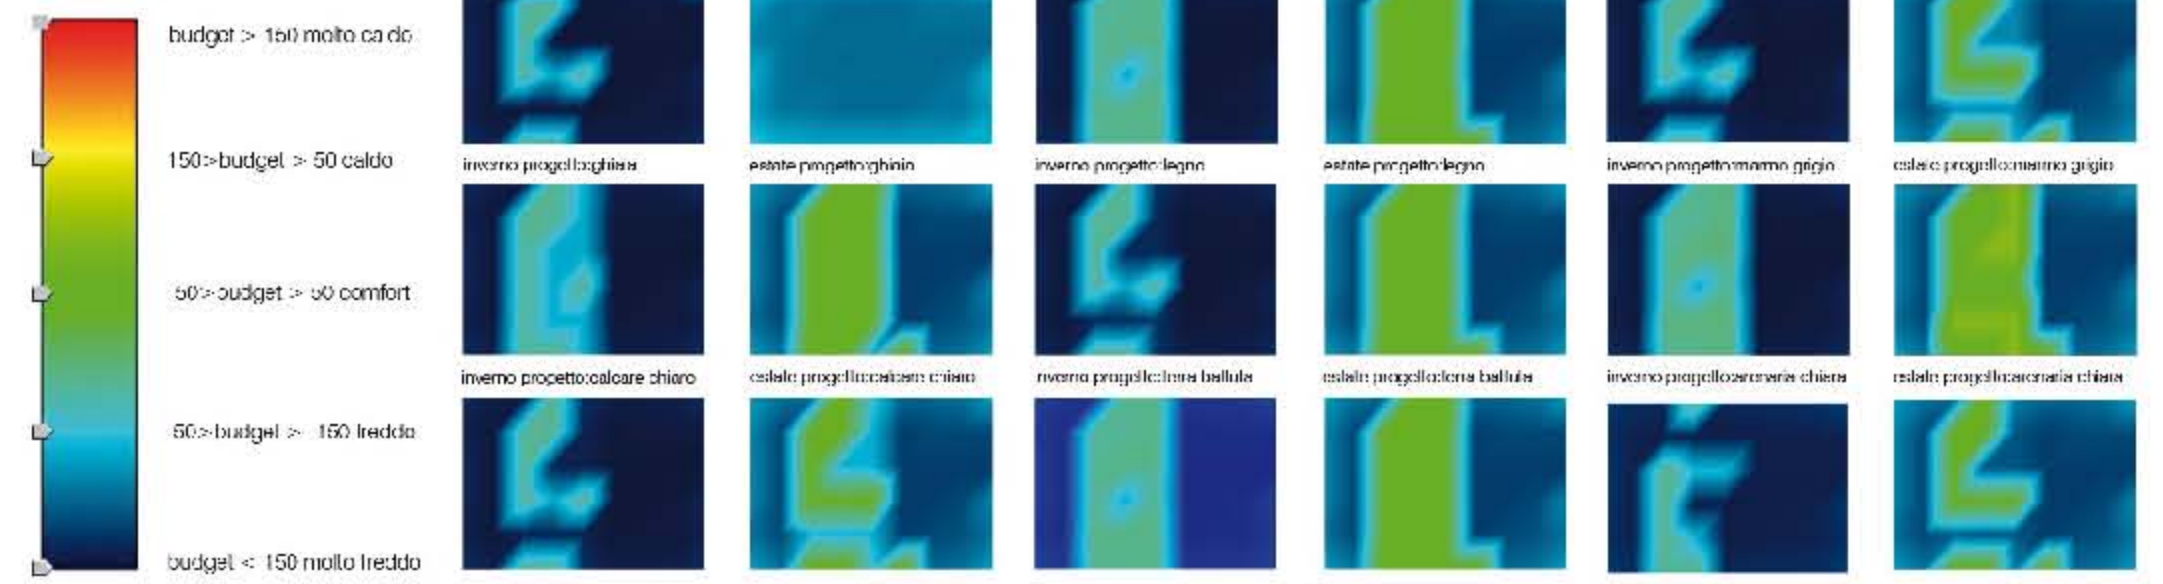 budget > 150 molto caldo
150>budget > 50 caldo
50>budget > 50 comfort
50>budget > 150 freddo
budget < 150 molto freddo
inverno progetto:ghiaia
estate progetto:ghiaia
inverno progetto:legno
estate progetto:legno
inverno progetto:marmo grigio
estate progetto:marmo grigio
inverno progetto:calcare chiaro
estate progetto:calcare chiaro
inverno progetto:terra battuta
estate progetto:terra battuta
inverno progetto:arenaria chiara
estate progetto:arenaria chiara